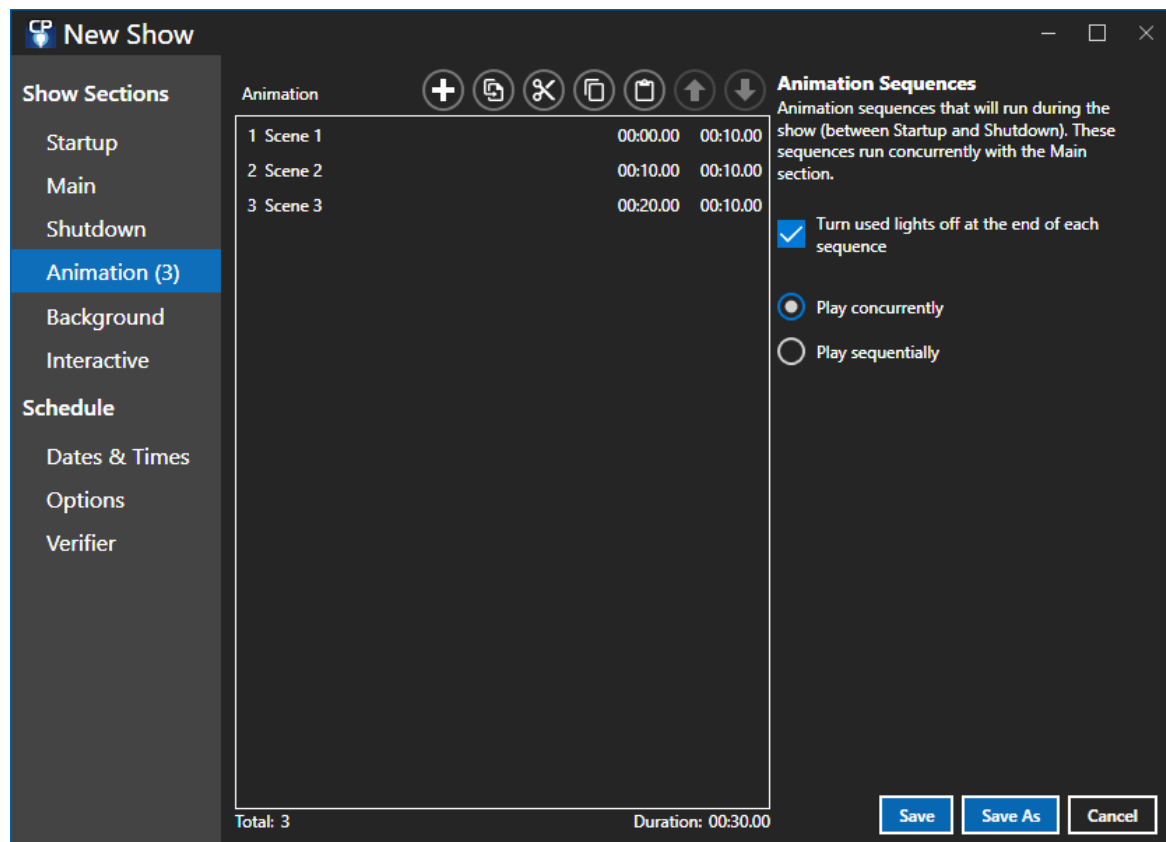 CP New Show
Show Sections
Startup
Main
Shutdown
Animation (3)
Background
Interactive
Schedule
Dates & Times
Options
Verifier
Animation
1 Scene 1 00:00.00 00:10.00
2 Scene 2 00:10.00 00:10.00
3 Scene 3 00:20.00 00:10.00
Total: 3 Duration: 00:30.00
Animation Sequences
Animation sequences that will run during the
show (between Startup and Shutdown). These
sequences run concurrently with the Main
section.
Turn used lights off at the end of each
sequence
Play concurrently
Play sequentially
Save Save As Cancel